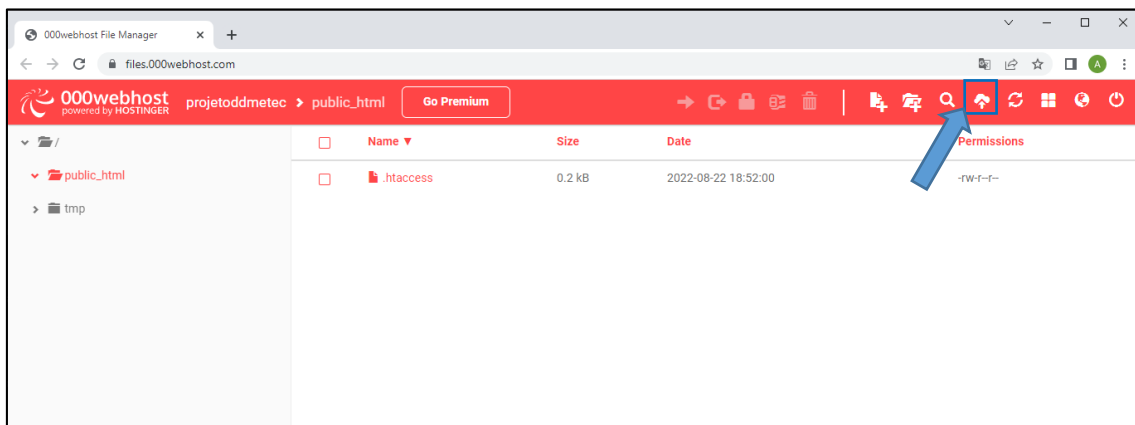 000webhost File Manager
files.000webhost.com
A
000webhost
powered by HOSTINGER
projetoddmetec > public_html
Go Premium
/
public_html
tmp
Name ▼ Size Date Permissions
.htaccess 0.2 kB 2022-08-22 18:52:00 -rw-r--r--